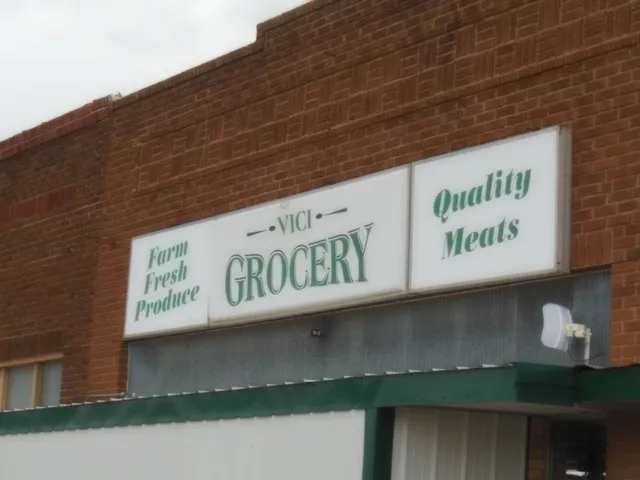 Farm
Fresh
Produce
VICI
GROCERY
Quality
Meats